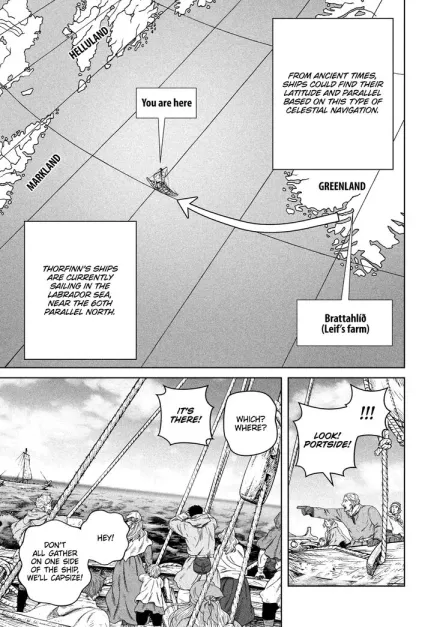 FROM ANCIENT TIMES,
SHIPS COULD FIND THEIR
LATITUDE AND PARALLEL
BASED ON THIS TYPE OF
CELESTIAL NAVIGATION.
HELLULAND
You are here
MARKLAND
GREENLAND
THORFINN'S SHIPS
ARE CURRENTLY
SAILING IN THE
LABRADOR SEA,
NEAR THE 60TH
PARALLEL NORTH.
Brattahlíð
(Leif's farm)
!!!
LOOK!
PORTSIDE!
WHICH?
WHERE?
IT'S
THERE!
HEY!
DON'T
ALL GATHER
ON ONE SIDE
OF THE SHIP,
WE'LL CAPSIZE!